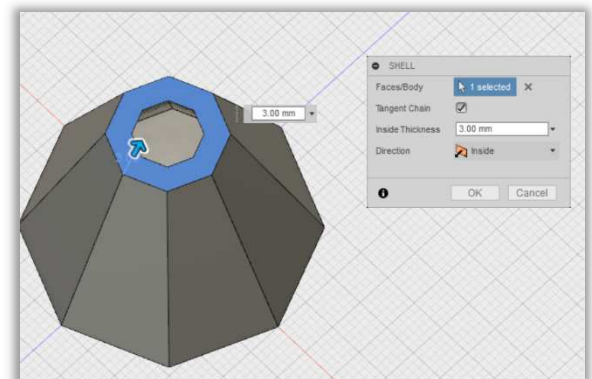 SHELL
Faces/Body 1 selected
Tangent Chain
Inside Thickness 3.00 mm
Direction Inside
OK Cancel
3.00 mm